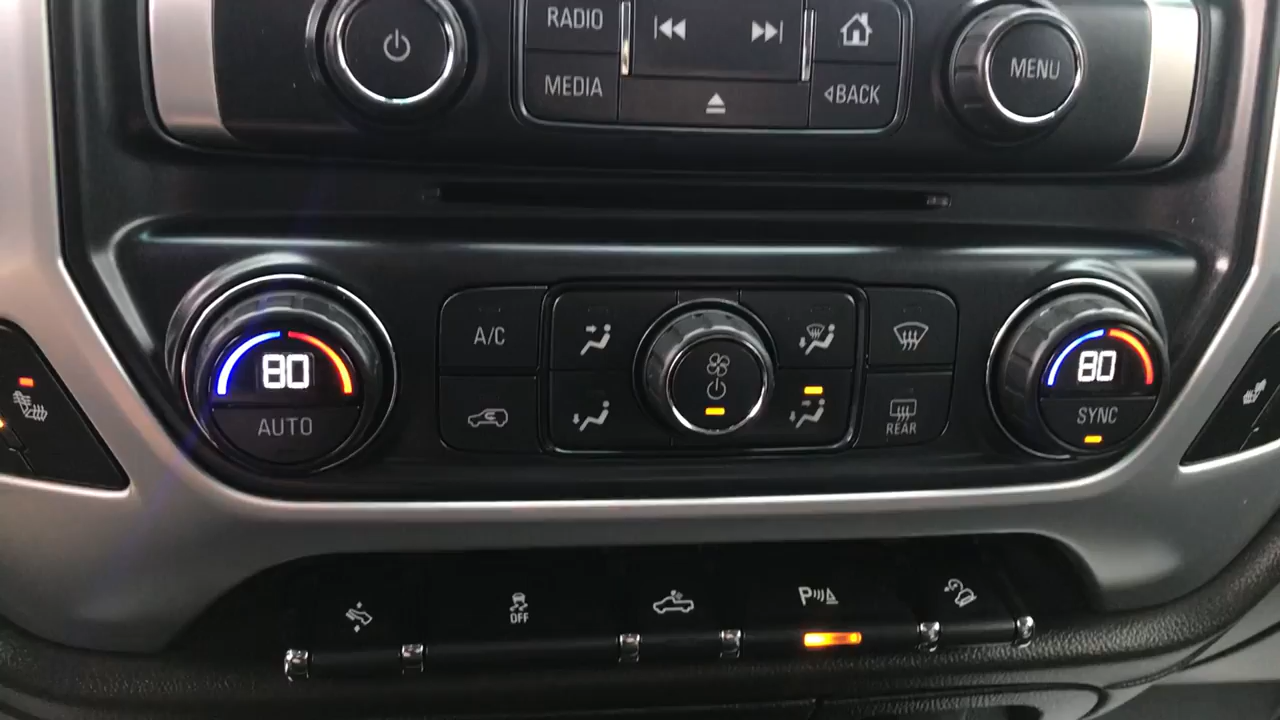 RADIO
MEDIA
◃BACK
MENU
A/C
80
AUTO
REAR
80
SYNC
OFF
P